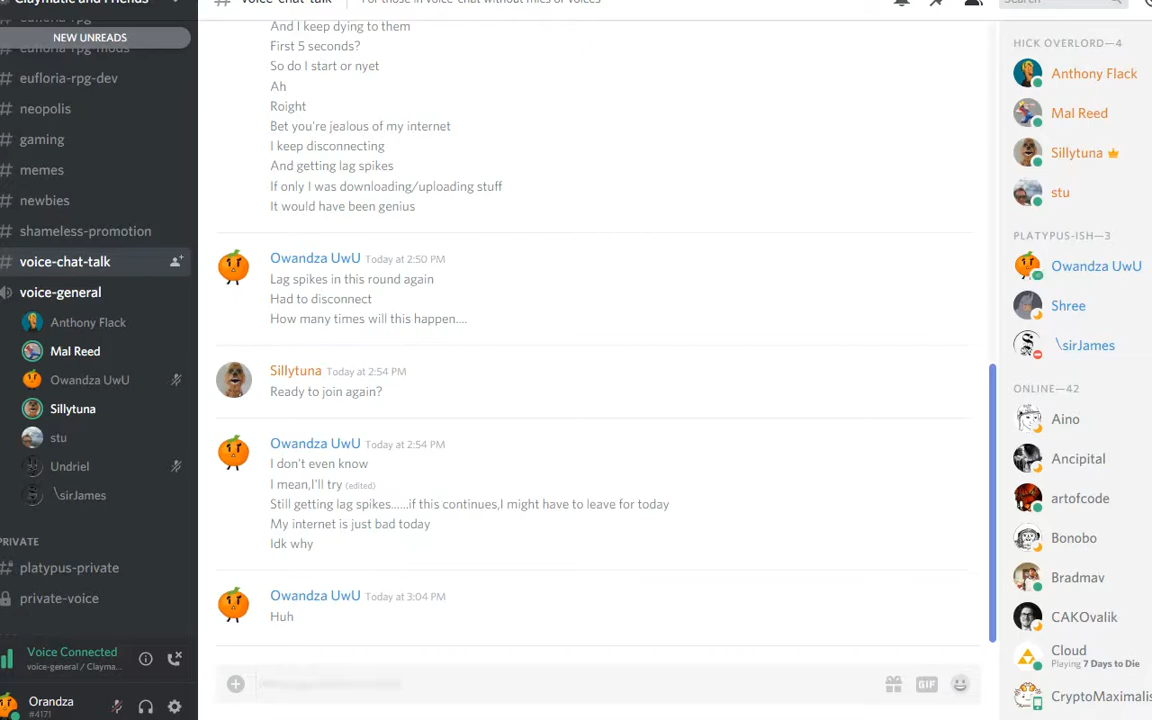 Claymatic and Friends
# voice-chat-talk
For those in voice chat without mics or voices
Search
eufloria-rpg
NEW UNREADS
# eufloria-rpg-mods
# eufloria-rpg-dev
# neopolis
# gaming
# memes
# newbies
# shameless-promotion
# voice-chat-talk
voice-general
Anthony Flack
Mal Reed
Owandza UwU
Sillytuna
stu
Undriel
\sirJames
PRIVATE
# platypus-private
private-voice
Voice Connected
voice-general / Clayma...
Orandza
#4171
And I keep dying to them
First 5 seconds?
So do I start or nyet
Ah
Roight
Bet you're jealous of my internet
I keep disconnecting
And getting lag spikes
If only I was downloading/uploading stuff
It would have been genius
Owandza UwU Today at 2:50 PM
Lag spikes in this round again
Had to disconnect
How many times will this happen....
Sillytuna Today at 2:54 PM
Ready to join again?
Owandza UwU Today at 2:54 PM
I don't even know
I mean,I'll try (edited)
Still getting lag spikes......if this continues,I might have to leave for today
My internet is just bad today
Idk why
Owandza UwU Today at 3:04 PM
Huh
GIF
HICK OVERLORD—4
Anthony Flack
Mal Reed
Sillytuna
stu
PLATYPUS-ISH—3
Owandza UwU
Shree
\sirJames
ONLINE—42
Aino
Ancipital
artofcode
Bonobo
Bradmav
CAKOvalik
Cloud
Playing 7 Days to Die
CryptoMaximalis